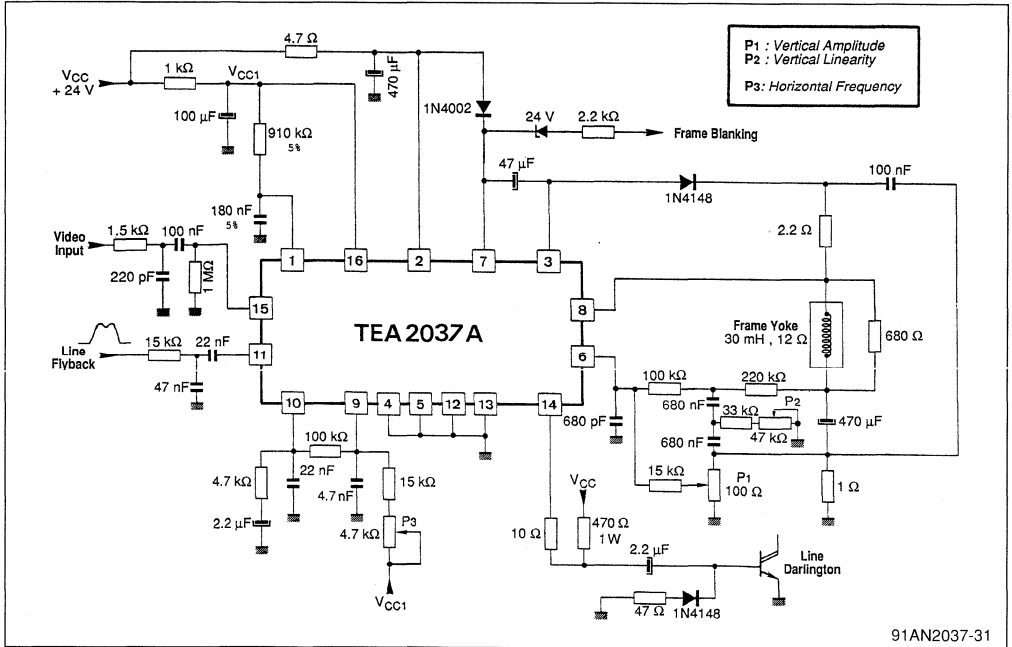 P1 : Vertical Amplitude
P2 : Vertical Linearity
P3: Horizontal Frequency
4.7 Ω
VCC
+ 24 V
1 kΩ
VCC1
470 µF
100 µF
910 kΩ
5%
1N4002
24 V
2.2 kΩ
Frame Blanking
47 µF
1N4148
100 nF
180 nF
5%
2.2 Ω
Video
Input
1.5 kΩ
100 nF
220 pF
1 MΩ
1
16
2
7
3
15
8
TEA2037A
Frame Yoke
30 mH , 12 Ω
680 Ω
Line
Flyback
15 kΩ
22 nF
11
6
47 nF
10
9
4
5
12
13
14
680 pF
100 kΩ
220 kΩ
680 nF
P2
33 kΩ
47 kΩ
470 µF
680 nF
15 kΩ
P1
100 Ω
1 Ω
100 kΩ
4.7 kΩ
22 nF
4.7 nF
15 kΩ
2.2 µF
4.7 kΩ
P3
VCC1
VCC
10 Ω
470 Ω
1W
2.2 µF
Line
Darlington
47 Ω
1N4148
91AN2037-31